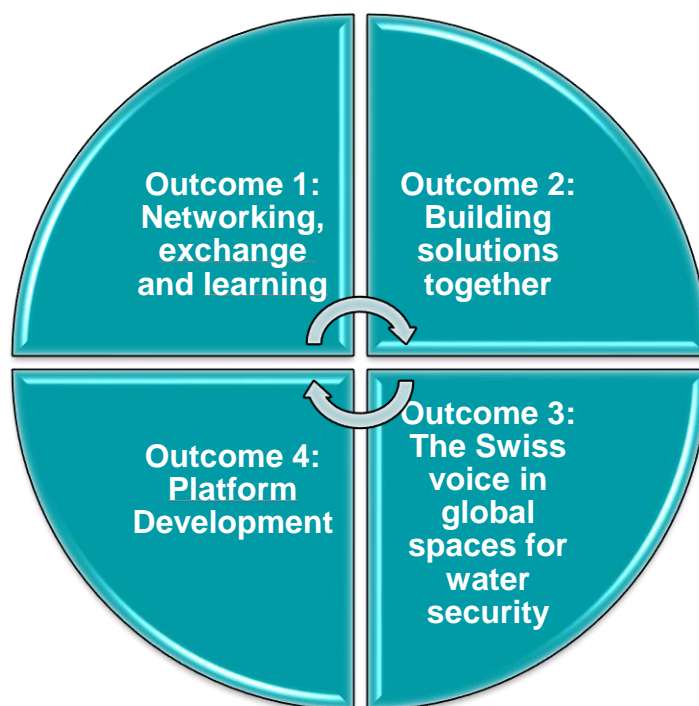 Outcome 1:
Networking,
exchange
and learning
Outcome 2:
Building
solutions
together
Outcome 3:
The Swiss
voice in
global
spaces for
water
security
Outcome 4:
Platform
Development